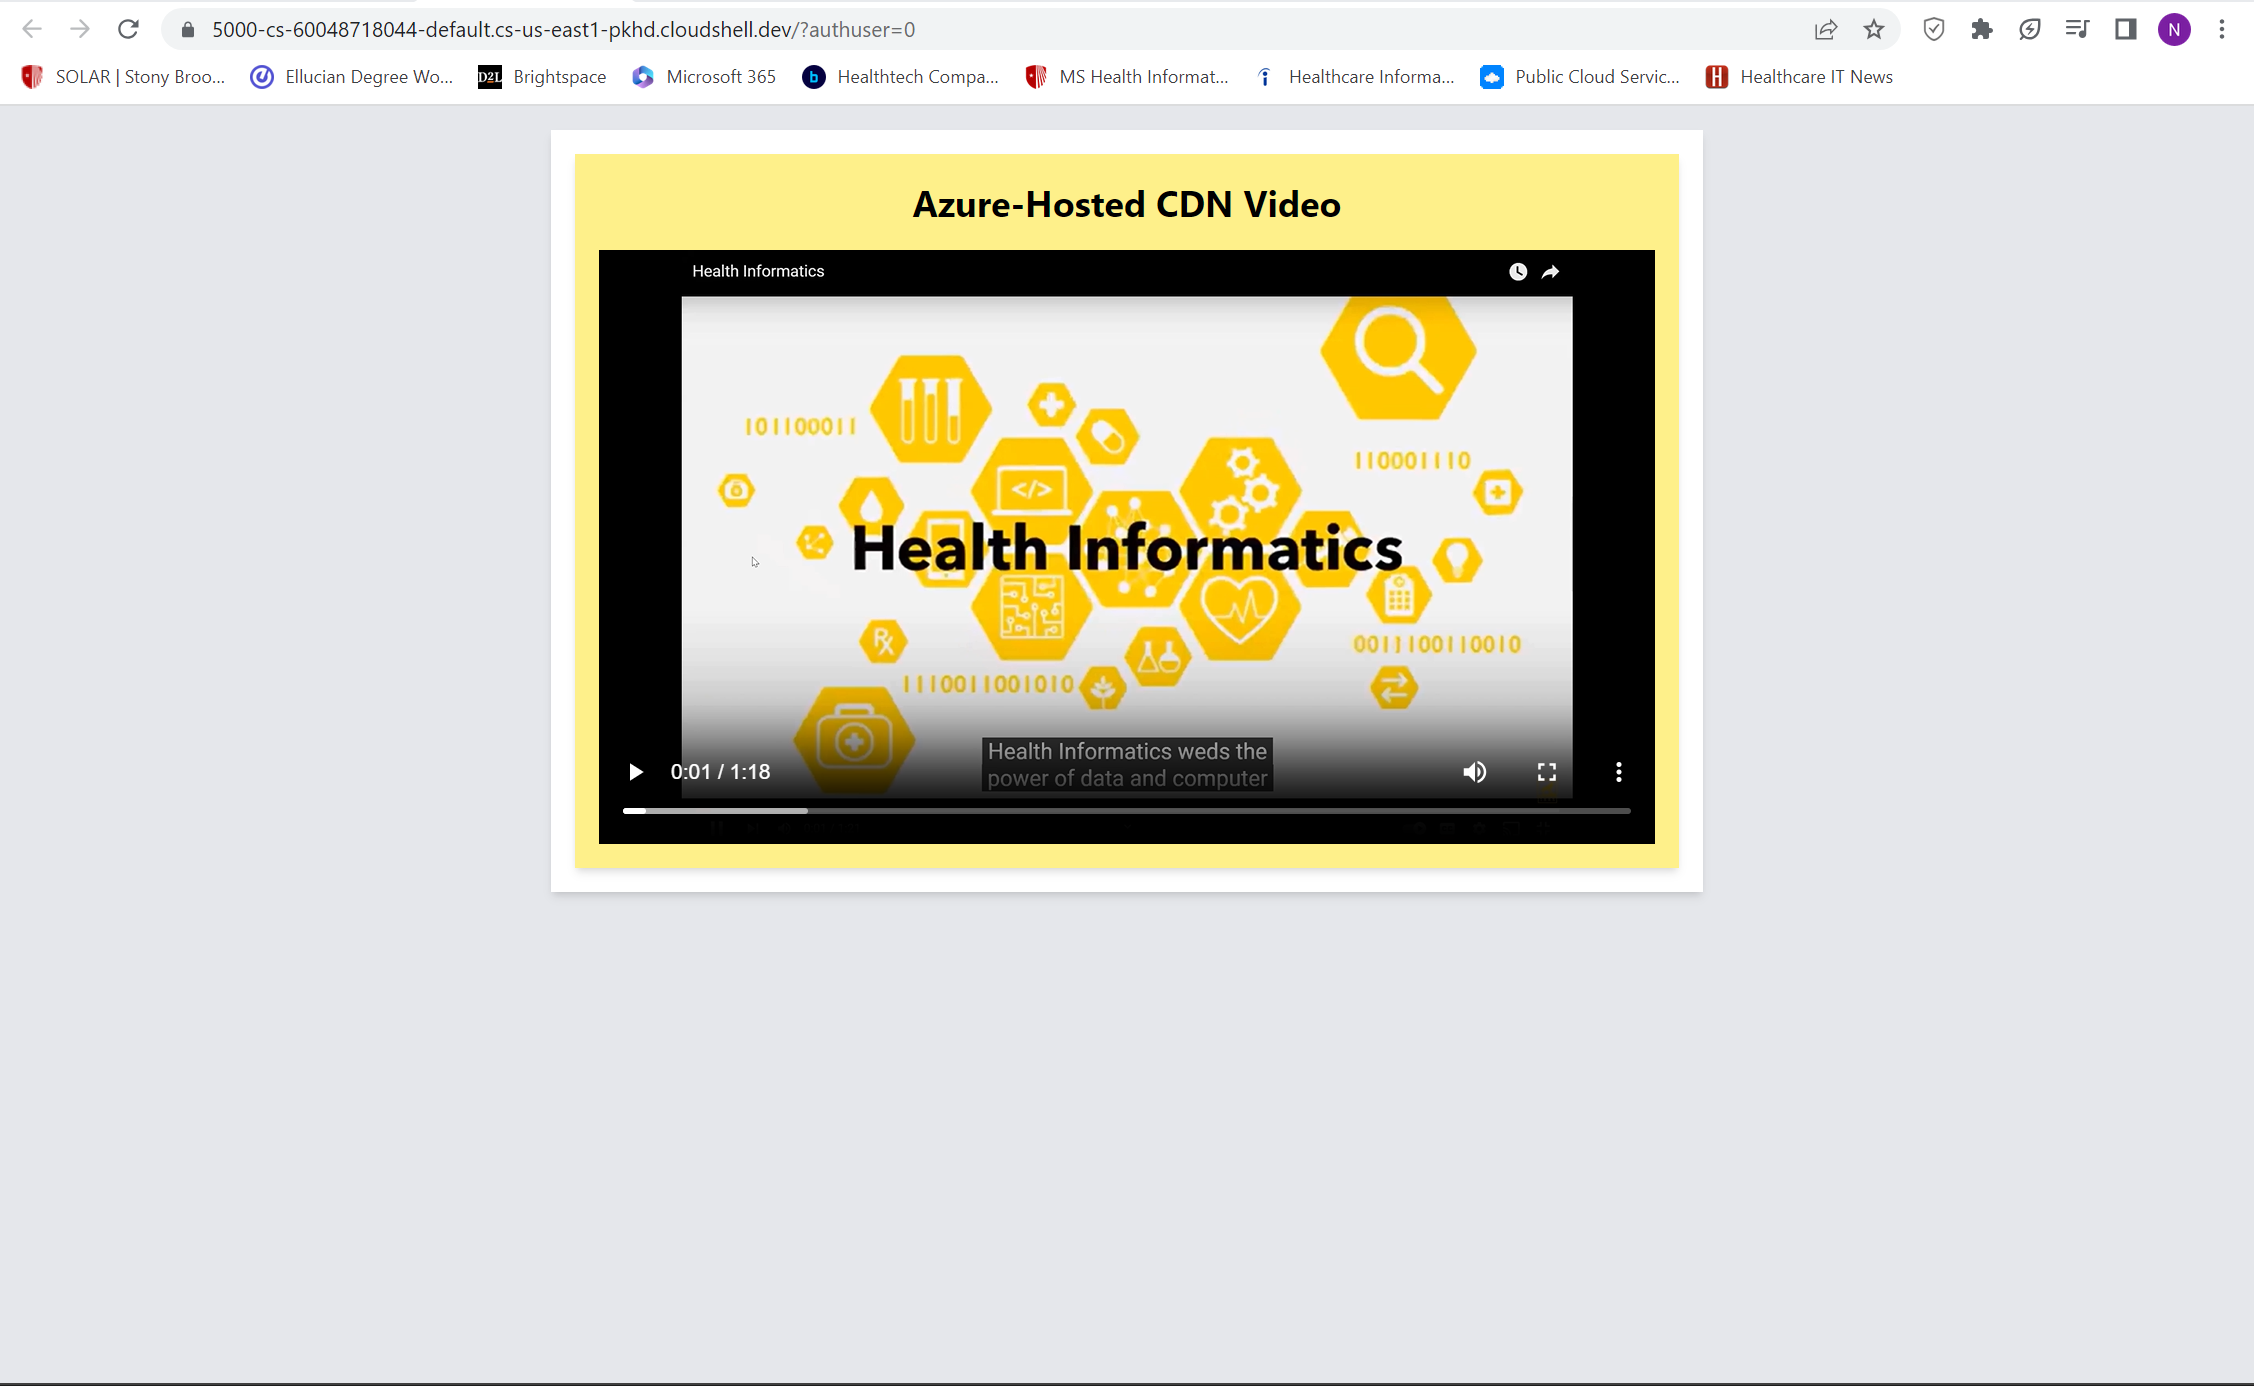 5000-cs-60048718044-default.cs-us-east1-pkhd.cloudshell.dev/?authuser=0
N
SOLAR | Stony Broo... Ellucian Degree Wo... D2L Brightspace Microsoft 365 b Healthtech Compa... MS Health Informat... Healthcare Informa... Public Cloud Servic... H Healthcare IT News
Azure-Hosted CDN Video
Health Informatics
101100011
110001110
</>
Health Informatics
Rx
0011100110010
1110011001010
Health Informatics weds the
power of data and computer
0:01 / 1:18